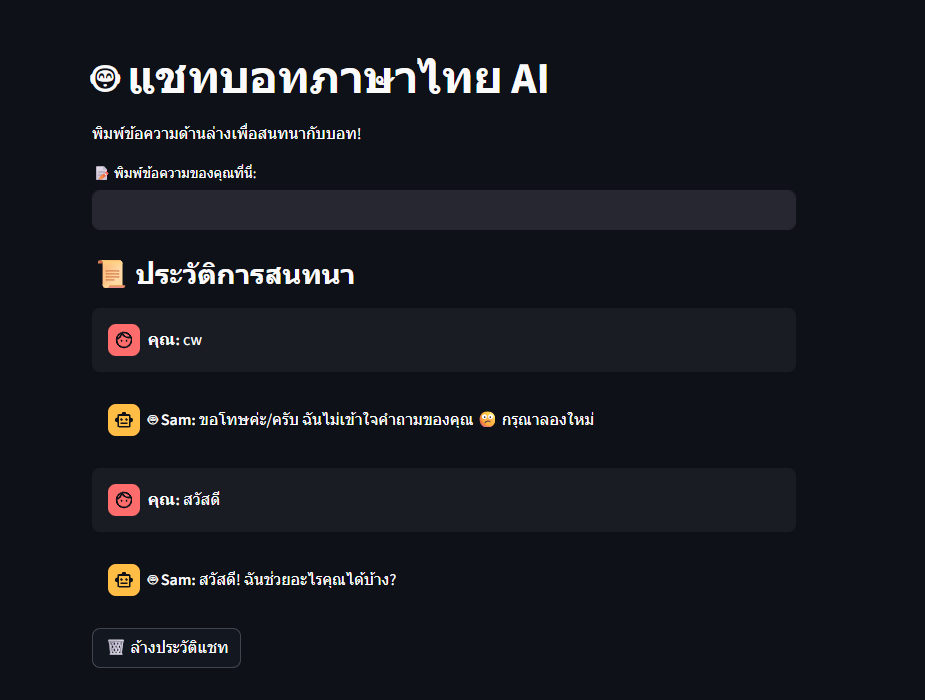 แชทบอทภาษาไทย AI
พิมพ์ข้อความด้านล่างเพื่อสนทนากับบอท!
📝 พิมพ์ข้อความของคุณที่นี่:
📜 ประวัติการสนทนา
คุณ: cw
Sam: ขอโทษค่ะ/ครับ ฉันไม่เข้าใจคำถามของคุณ 😕 กรุณาลองใหม่
คุณ: สวัสดี
Sam: สวัสดี! ฉันช่วยอะไรคุณได้บ้าง?
🗑️ ล้างประวัติแชท